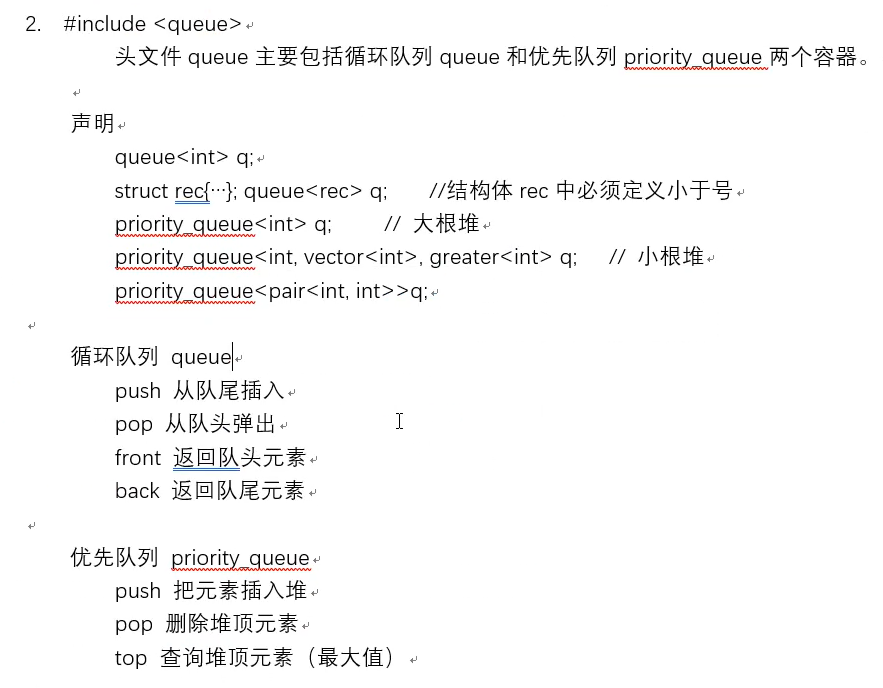 2. #include <queue>
头文件 queue 主要包括循环队列 queue 和优先队列 priority_queue 两个容器。
声明
queue<int> q;
struct rec{…}; queue<rec> q; //结构体 rec 中必须定义小于号
priority_queue<int> q; // 大根堆
priority_queue<int, vector<int>, greater<int> q; // 小根堆
priority_queue<pair<int, int>>q;
循环队列 queue
push 从队尾插入
pop 从队头弹出
front 返回队头元素
back 返回队尾元素
优先队列 priority_queue
push 把元素插入堆
pop 删除堆顶元素
top 查询堆顶元素（最大值）